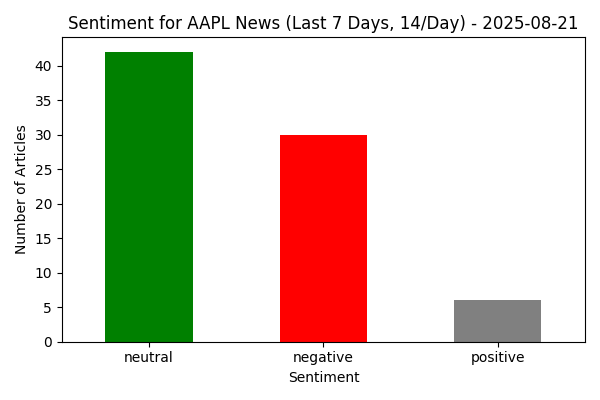 Sentiment for AAPL News (Last 7 Days, 14/Day) - 2025-08-21
Number of Articles
40
35
30
25
20
15
10
5
0
neutral
negative
positive
Sentiment